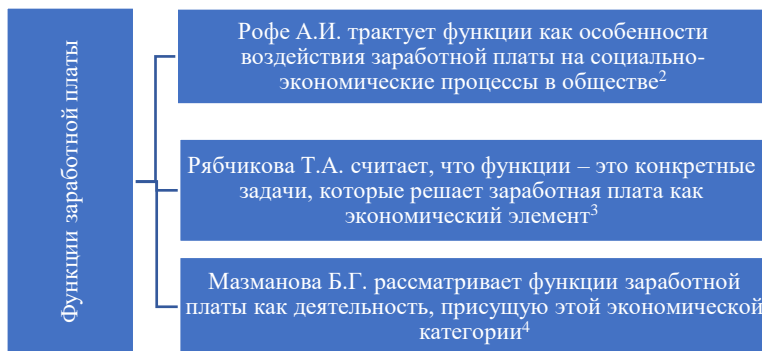 Функции заработной платы
Рофе А.И. трактует функции как особенности
воздействия заработной платы на социально-
экономические процессы в обществе²
Рябчикова Т.А. считает, что функции – это конкретные
задачи, которые решает заработная плата как
экономический элемент³
Мазманова Б.Г. рассматривает функции заработной
платы как деятельность, присущую этой экономической
категории⁴